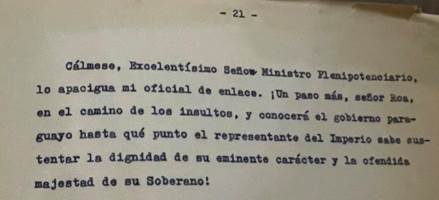 - 21 -
Cálmese, Excelentísimo Señor Ministro Plenipotenciario,
lo apacigua mi oficial de enlace. ¡Un paso más, señor Roa,
en el camino de los insultos, y conocerá el gobierno para-
guayo hasta qué punto el representante del Imperio sabe sus-
tentar la dignidad de su eminente carácter y la ofendida
majestad de su Soberano!